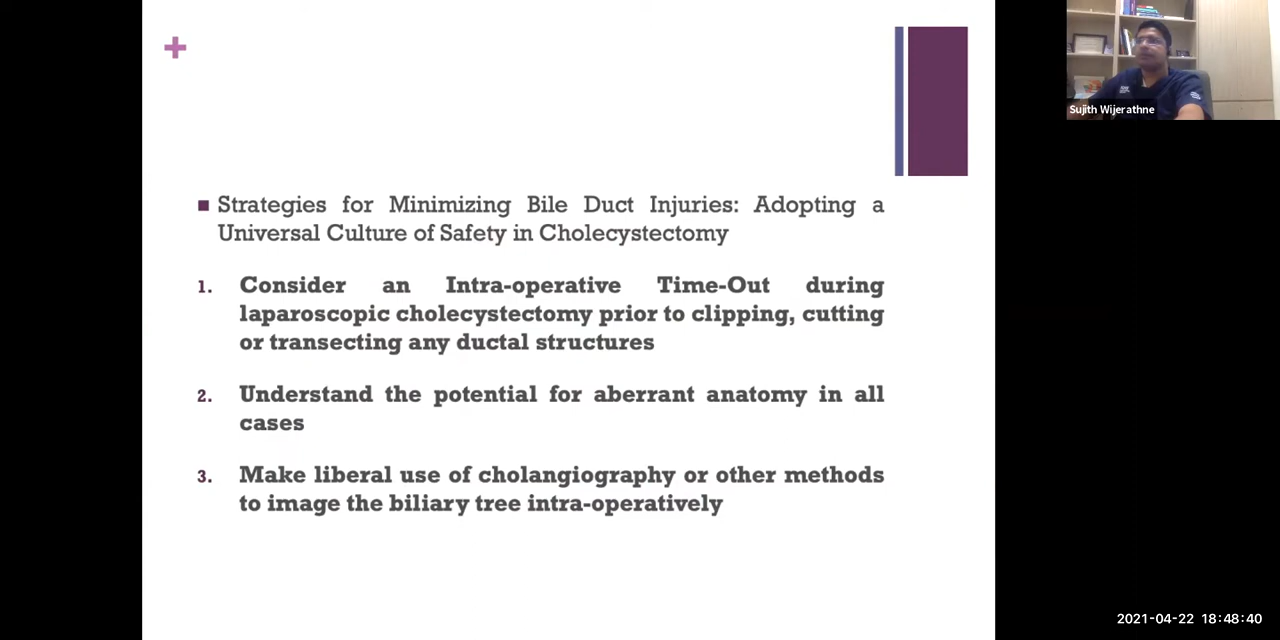 Strategies for Minimizing Bile Duct Injuries: Adopting a
Universal Culture of Safety in Cholecystectomy
1. Consider an Intra-operative Time-Out during
laparoscopic cholecystectomy prior to clipping, cutting
or transecting any ductal structures
2. Understand the potential for aberrant anatomy in all
cases
3. Make liberal use of cholangiography or other methods
to image the biliary tree intra-operatively
Sujith Wijerathne
2021-04-22 18:48:40